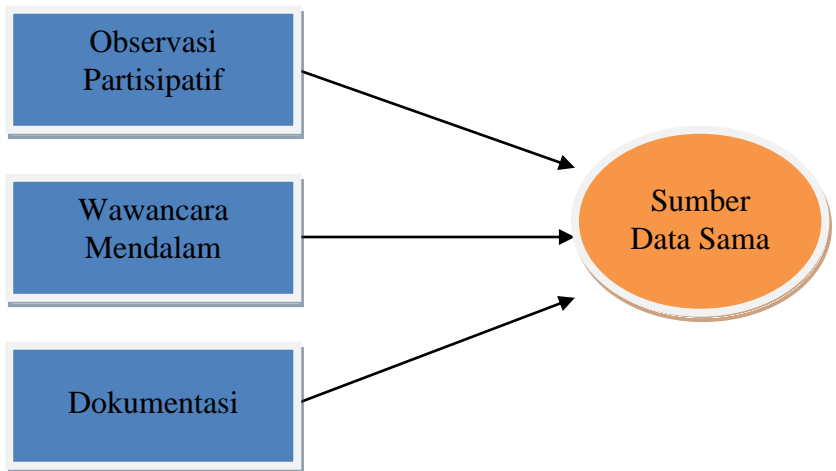 Observasi
Partisipatif
Wawancara
Mendalam
Dokumentasi
Sumber
Data Sama